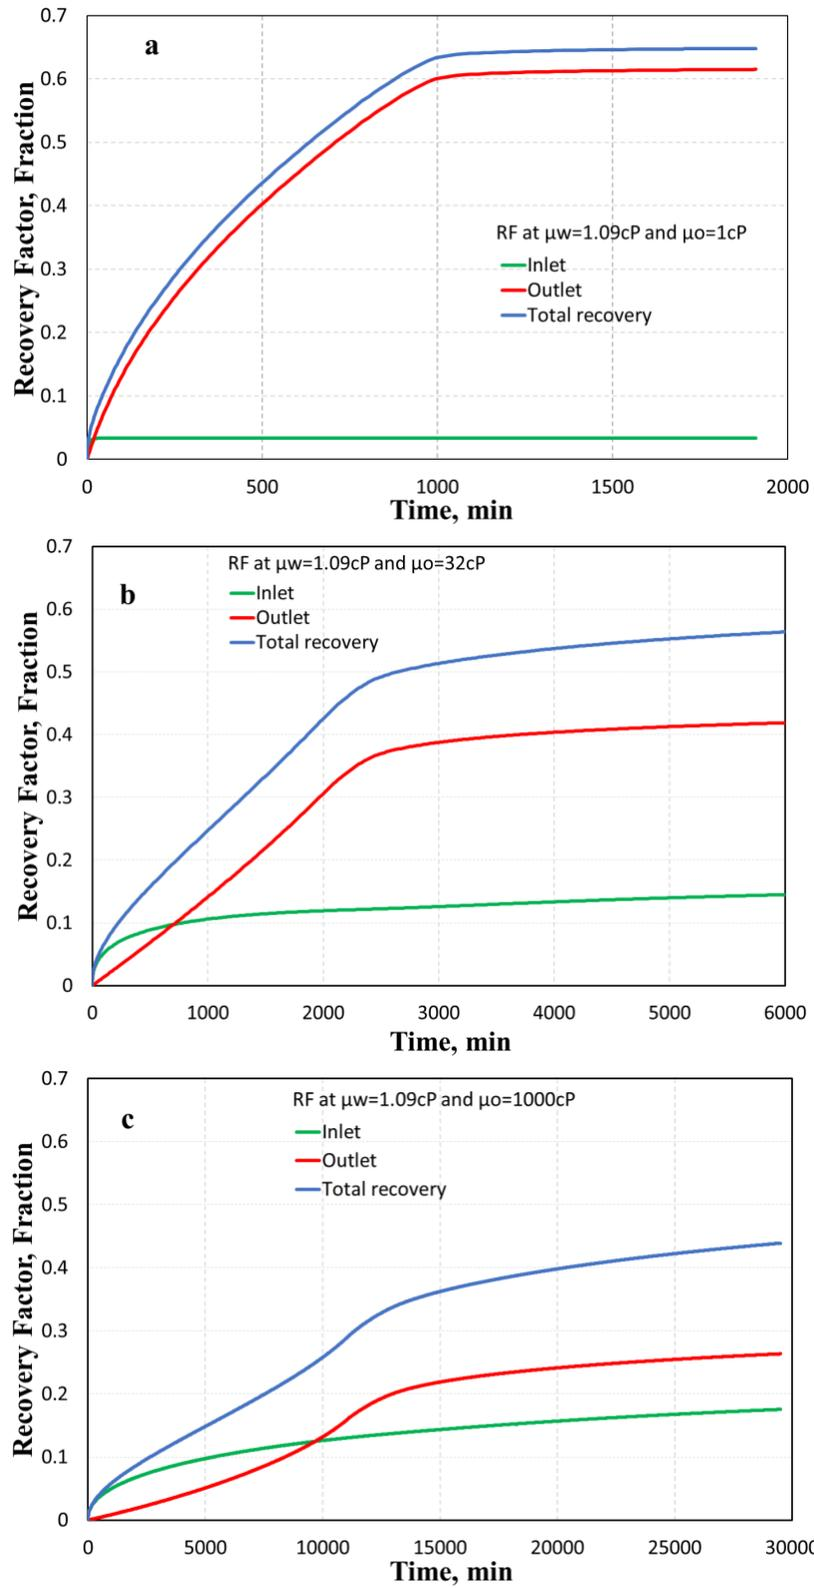 a
Recovery Factor, Fraction
0.7
0.6
0.5
0.4
0.3
0.2
0.1
0
RF at μw=1.09cP and μo=1cP
Inlet
Outlet
Total recovery
0 500 1000 1500 2000
Time, min
b
Recovery Factor, Fraction
0.7
0.6
0.5
0.4
0.3
0.2
0.1
0
RF at μw=1.09cP and μo=32cP
Inlet
Outlet
Total recovery
0 1000 2000 3000 4000 5000 6000
Time, min
c
Recovery Factor, Fraction
0.7
0.6
0.5
0.4
0.3
0.2
0.1
0
RF at μw=1.09cP and μo=1000cP
Inlet
Outlet
Total recovery
0 5000 10000 15000 20000 25000 30000
Time, min